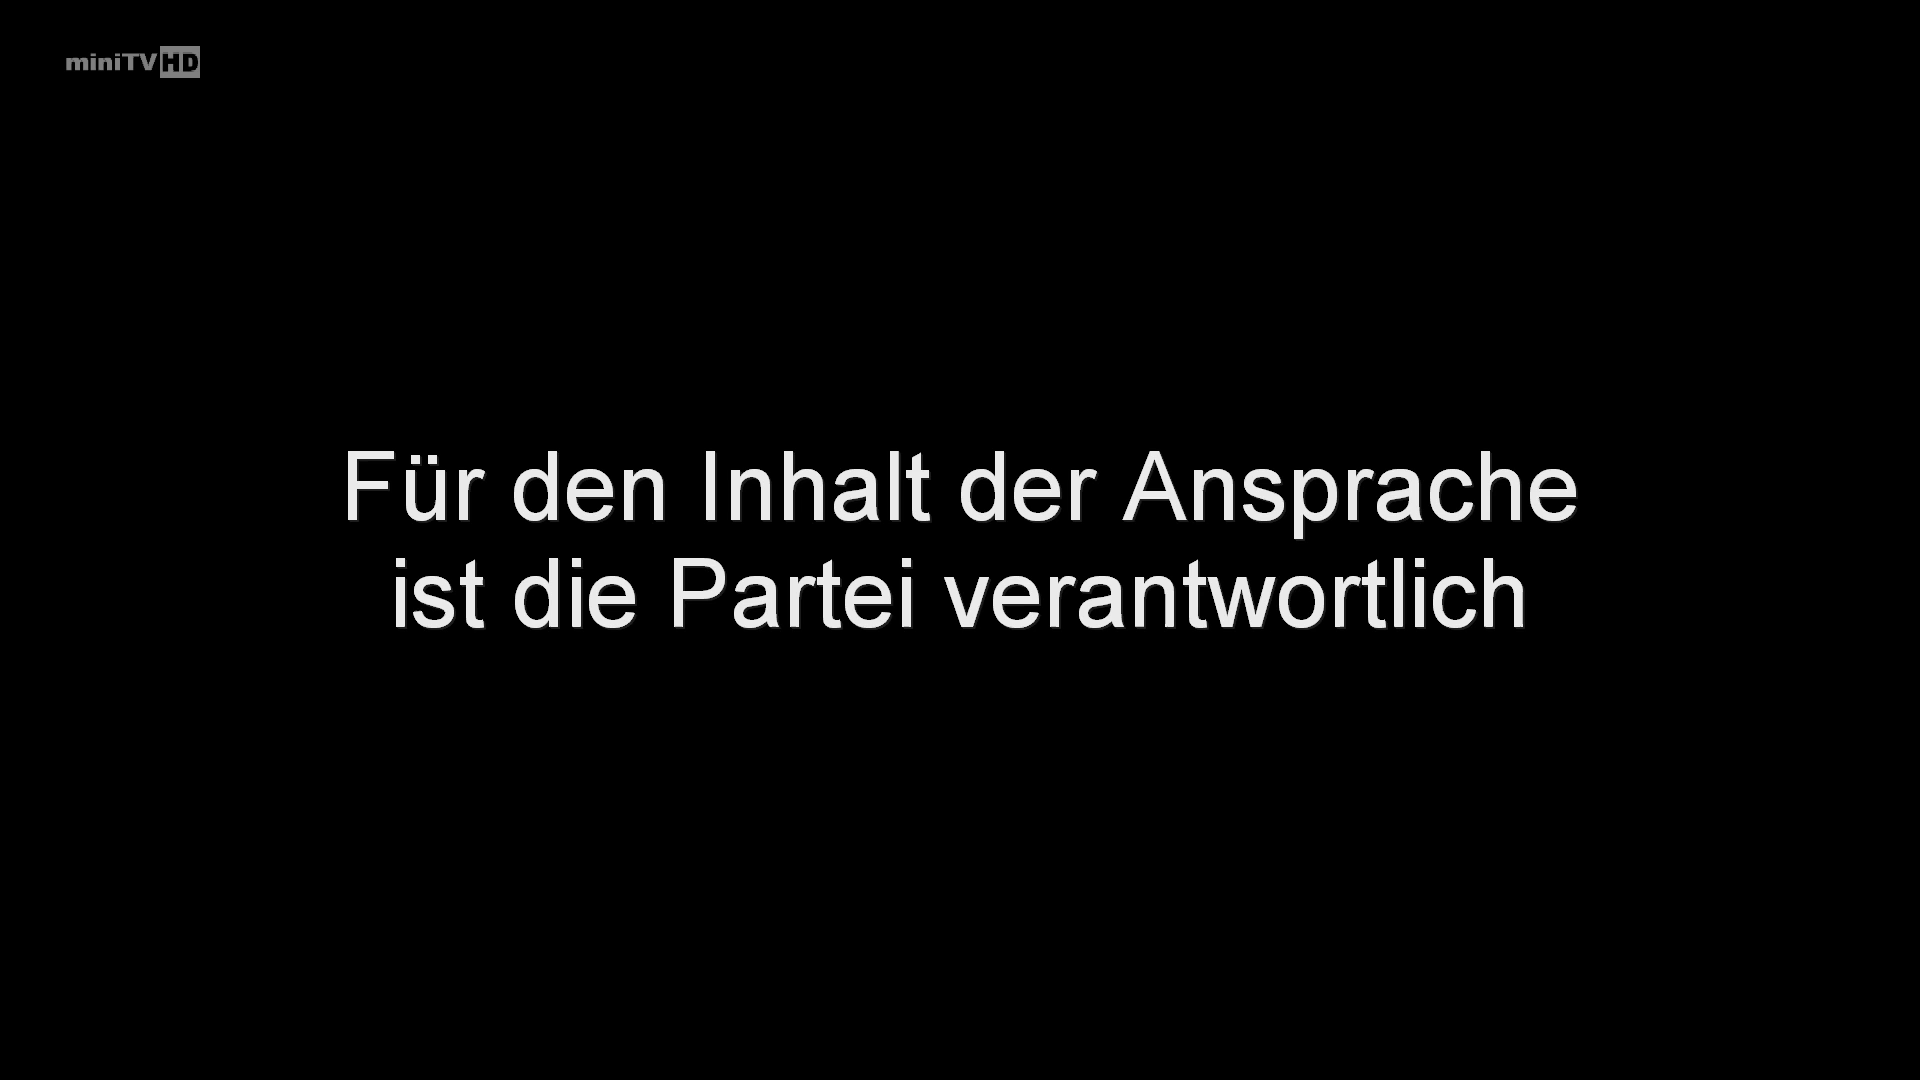 miniTVHD
Für den Inhalt der Ansprache
ist die Partei verantwortlich